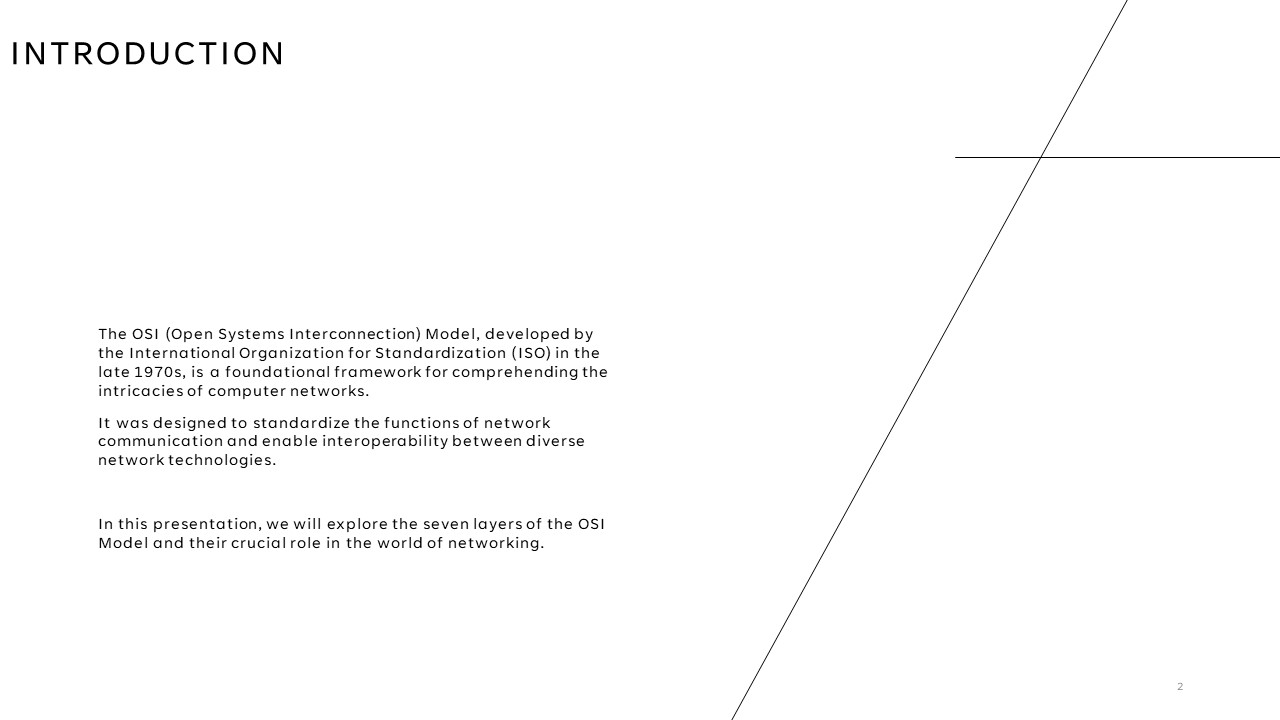 INTRODUCTION
The OSI (Open Systems Interconnection) Model, developed by
the International Organization for Standardization (ISO) in the
late 1970s, is a foundational framework for comprehending the
intricacies of computer networks.
It was designed to standardize the functions of network
communication and enable interoperability between diverse
network technologies.
In this presentation, we will explore the seven layers of the OSI
Model and their crucial role in the world of networking.
2